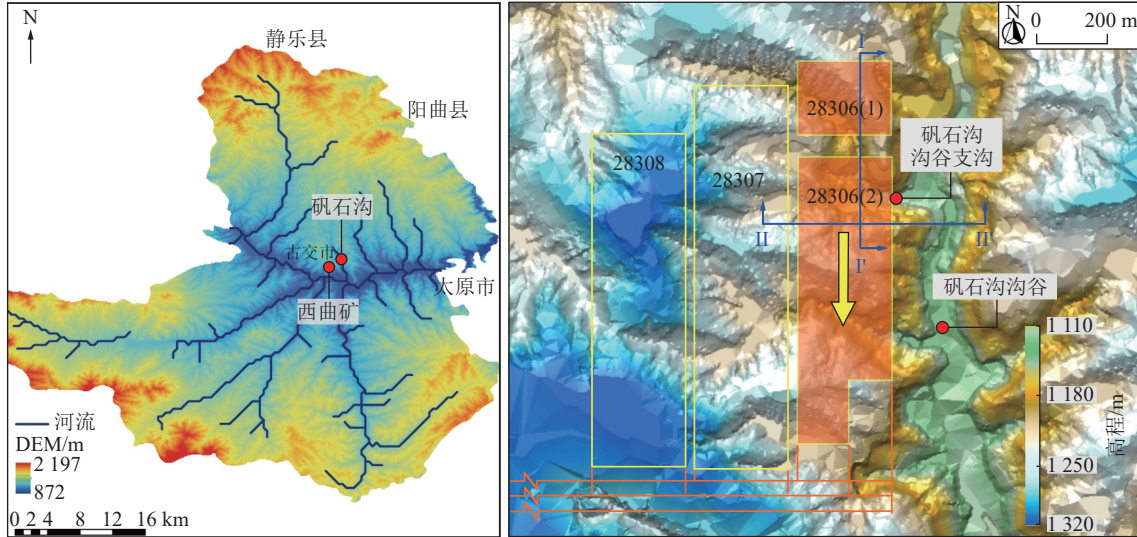 N
静乐县
阳曲县
矾石沟
古交市
太原市
西曲矿
河流
DEM/m
2 197
872
0 2 4 8 12 16 km
N
0 200 m
I
28306(1)
矾石沟
沟谷支沟
28308
28307
28306(2)
II
II'
I'
矾石沟沟谷
1 110
1 180
1 250
1 320
高程/m